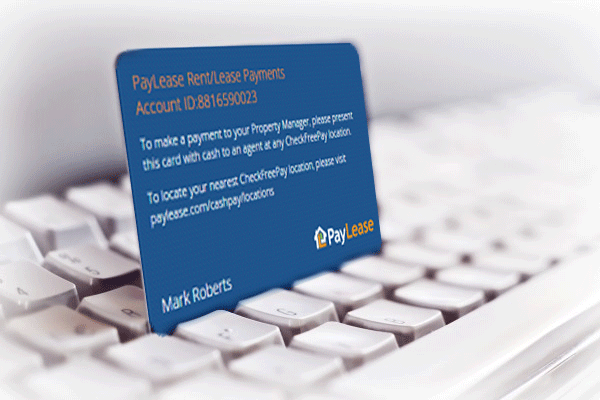 PayLease Rent/Lease Payments
Account ID:8816590023
To make a payment to your Property Manager, please present
this card with cash to an agent at any CheckFreePay location.
To locate your nearest CheckFreePay location, please visit
paylease.com/cashpay/locations
PayLease
Mark Roberts